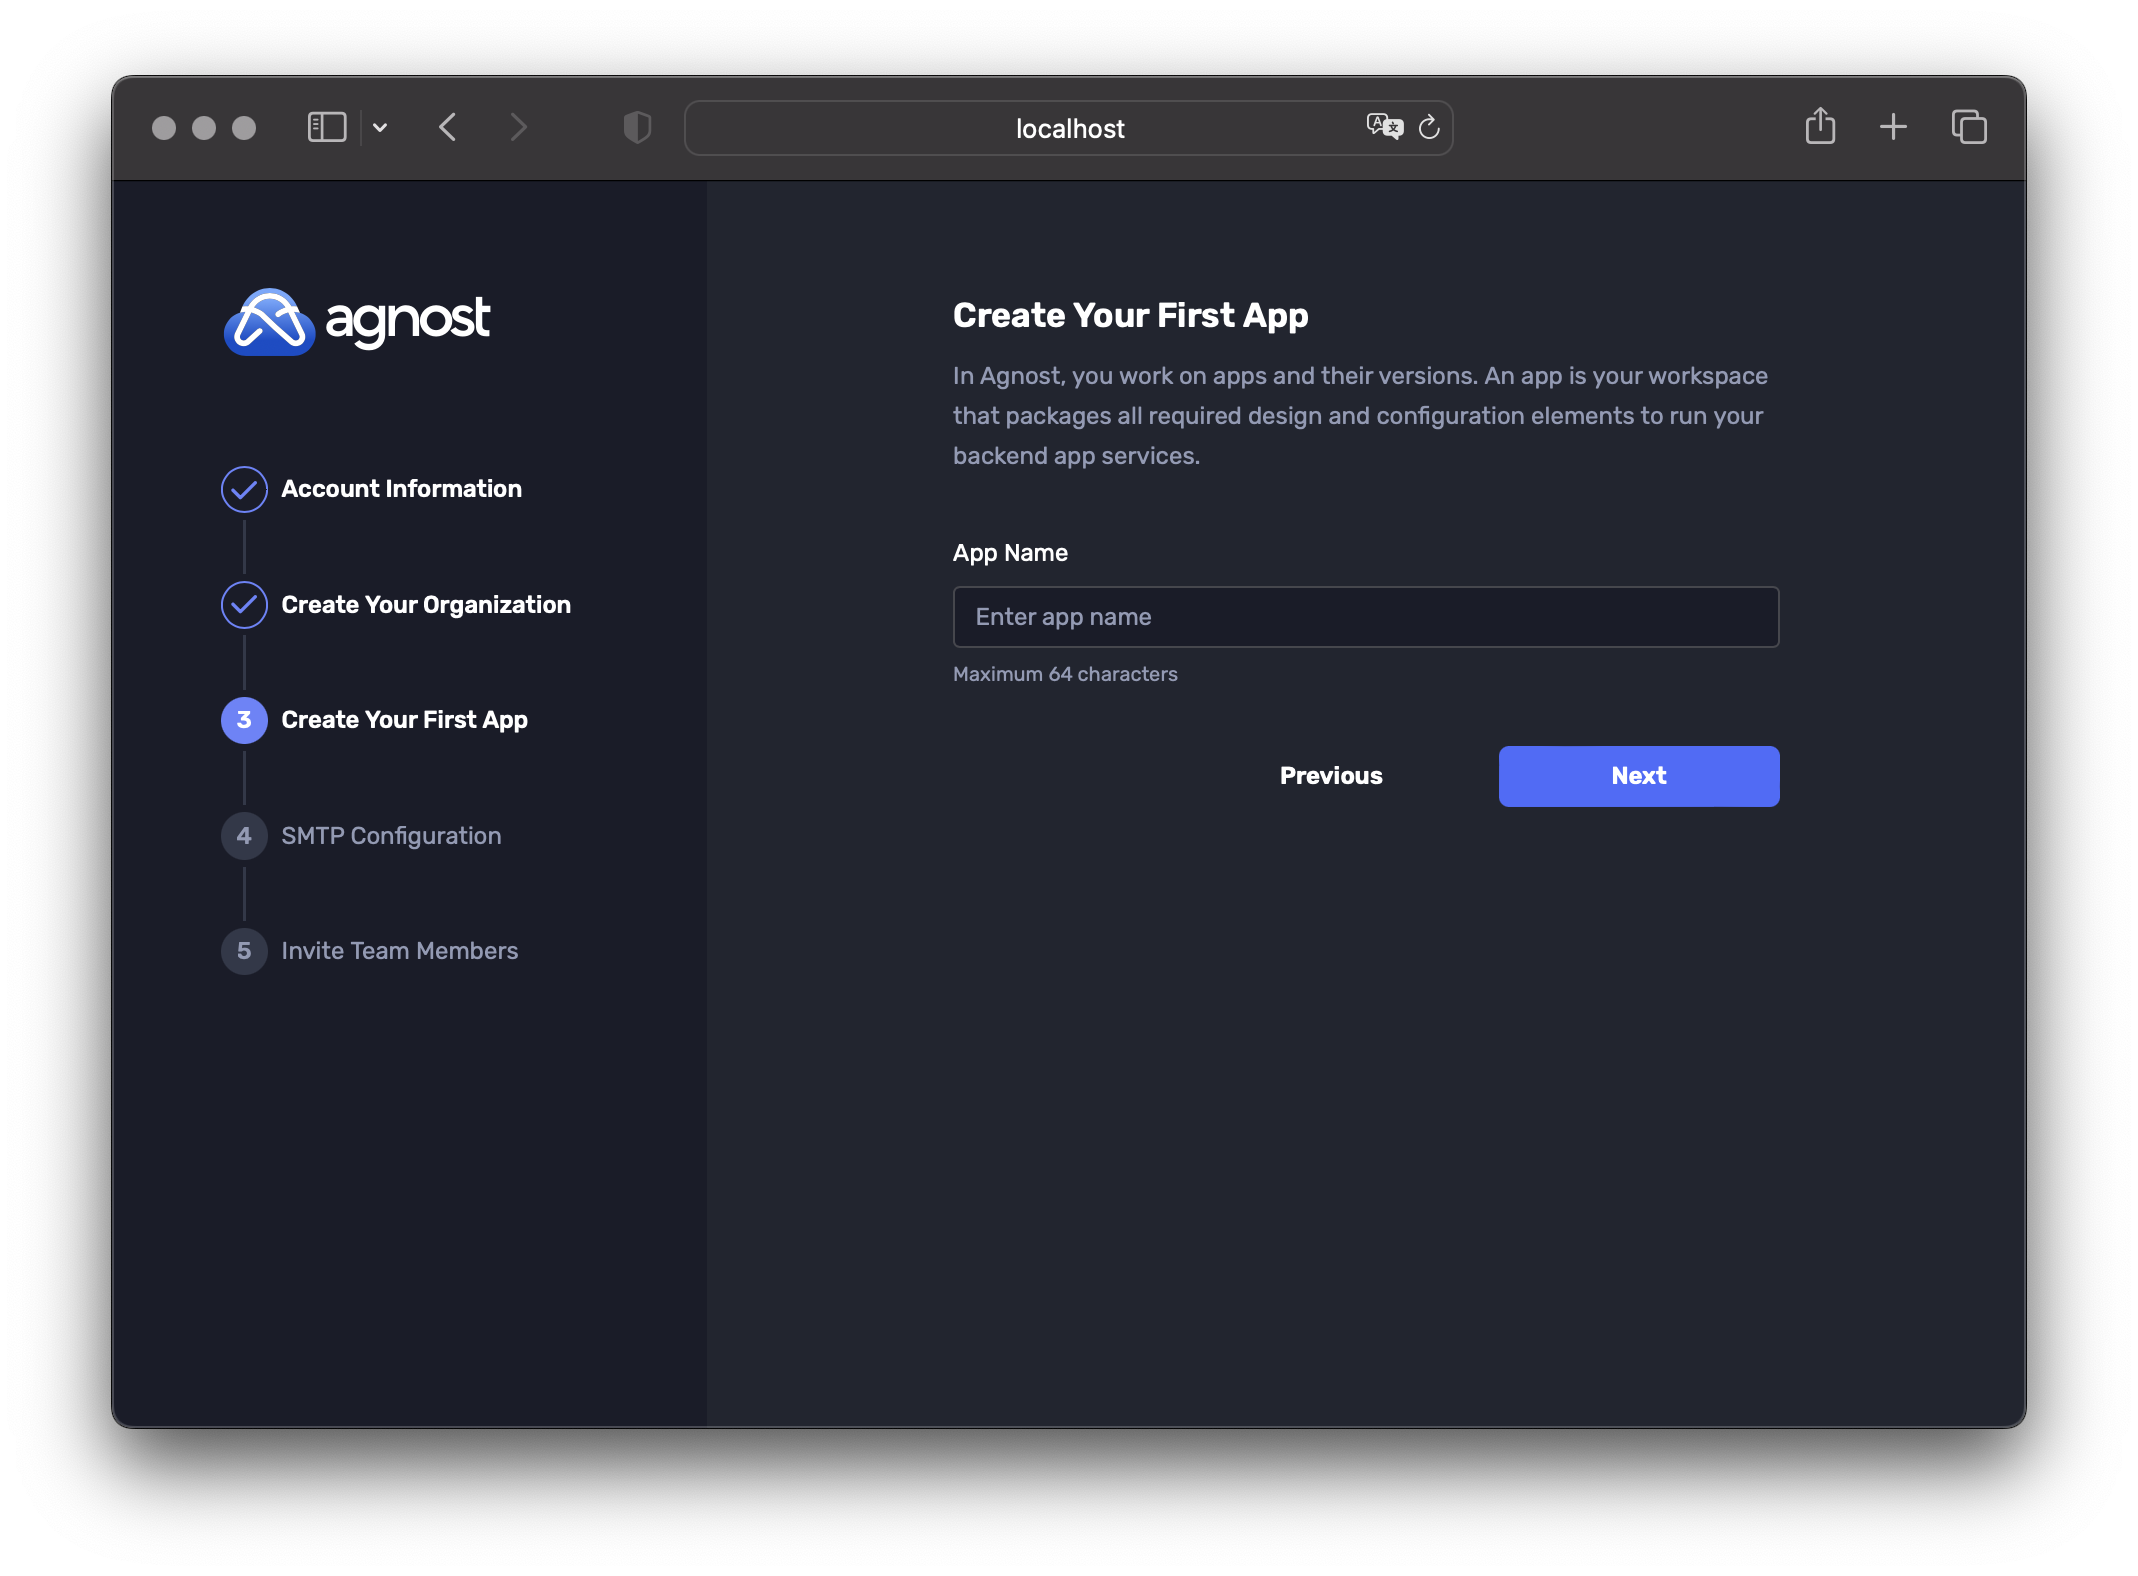 localhost
agnost
Account Information
Create Your Organization
3 Create Your First App
4 SMTP Configuration
5 Invite Team Members
Create Your First App
In Agnost, you work on apps and their versions. An app is your workspace
that packages all required design and configuration elements to run your
backend app services.
App Name
Enter app name
Maximum 64 characters
Previous
Next